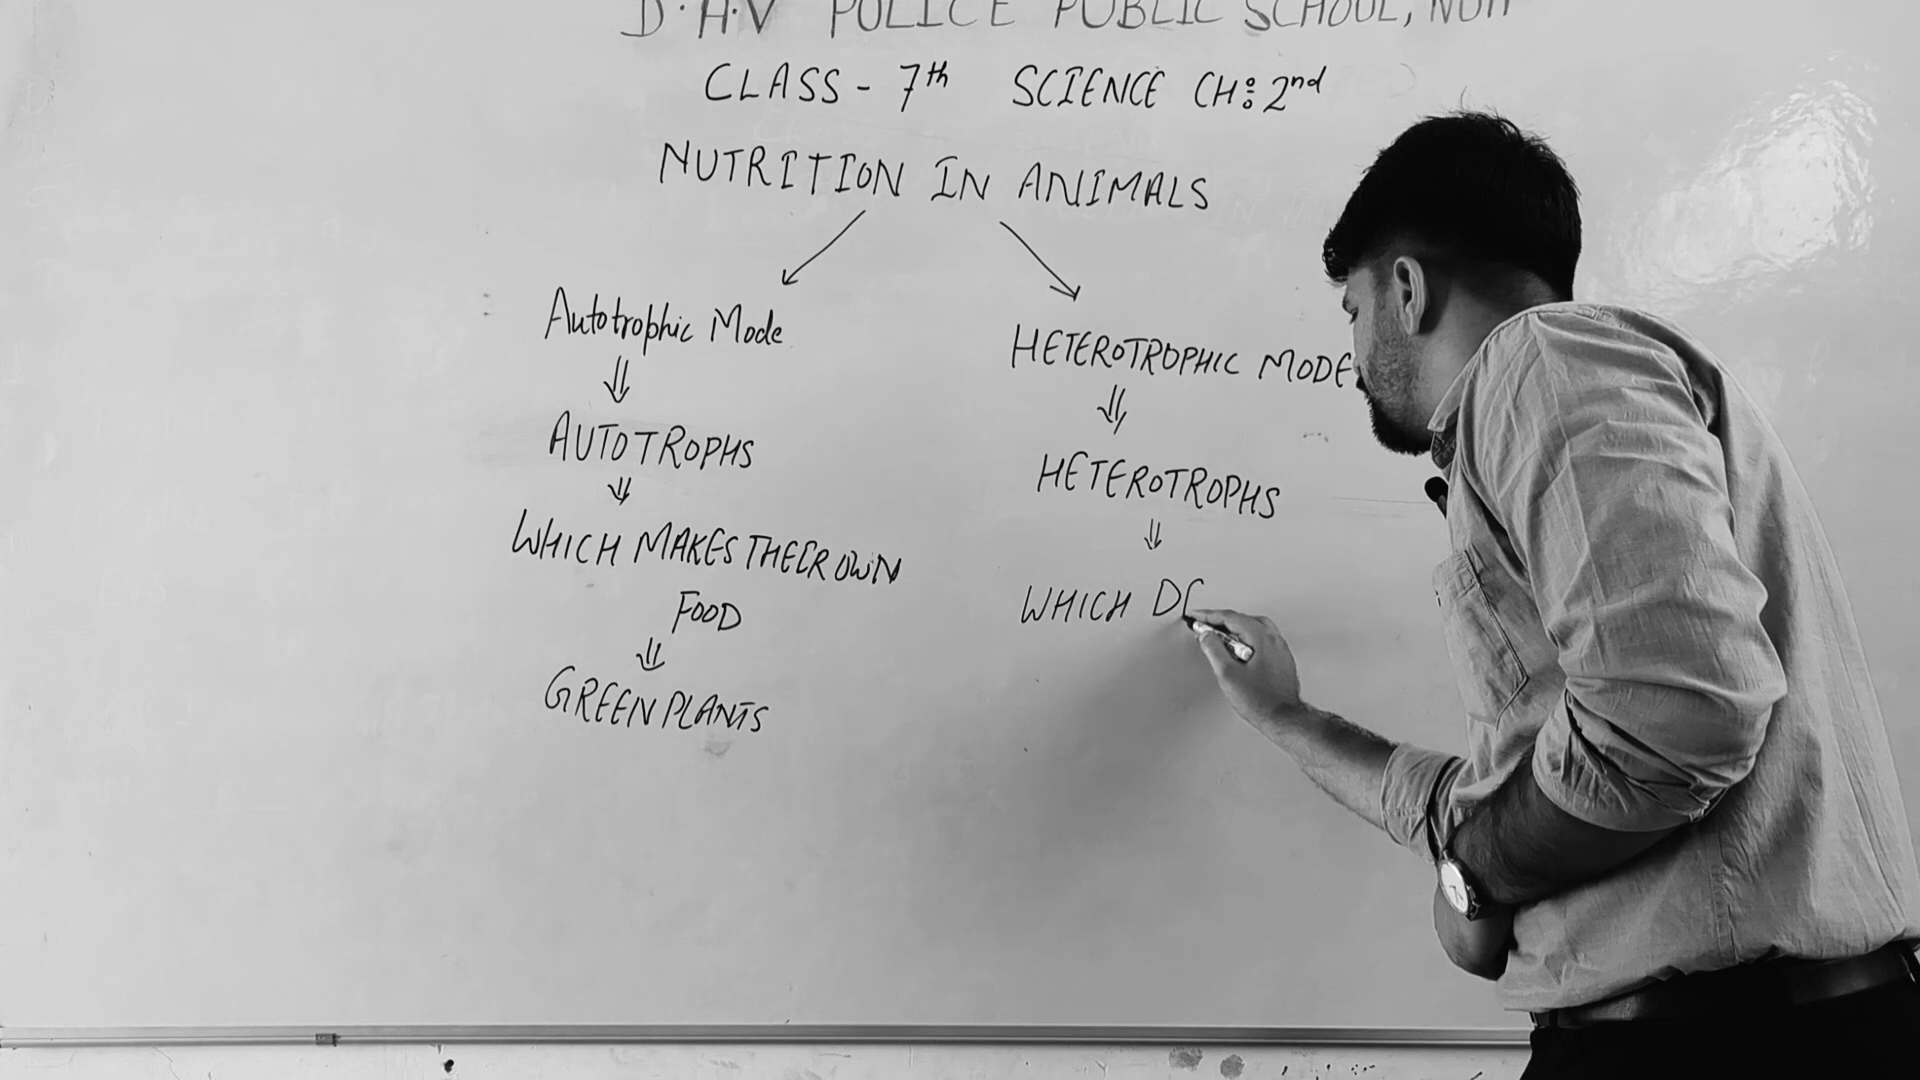 D.A.V POLICE PUBLIC SCHOOL, NUH
CLASS - 7th SCIENCE CH: 2nd
NUTRITION IN ANIMALS
Autotrophic Mode
⇓
AUTOTROPHS
⇓
WHICH MAKES THEIR OWN
FOOD
⇓
GREEN PLANTS
HETEROTROPHIC MODE
⇓
HETEROTROPHS
⇓
WHICH DO